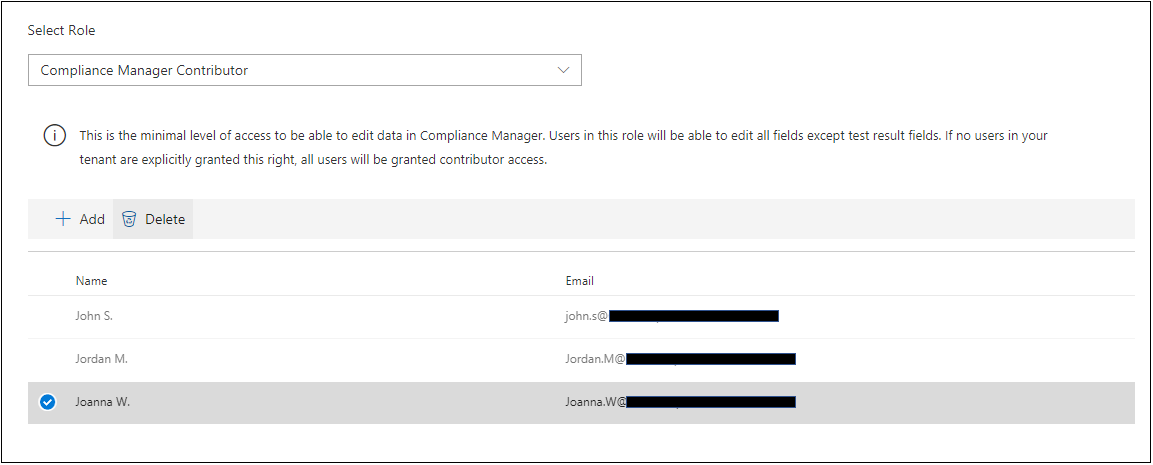 Select Role
Compliance Manager Contributor
This is the minimal level of access to be able to edit data in Compliance Manager. Users in this role will be able to edit all fields except test result fields. If no users in your
tenant are explicitly granted this right, all users will be granted contributor access.
Add Delete
Name Email
John S. john.s@
Jordan M. Jordan.M@
Joanna W. Joanna.W@